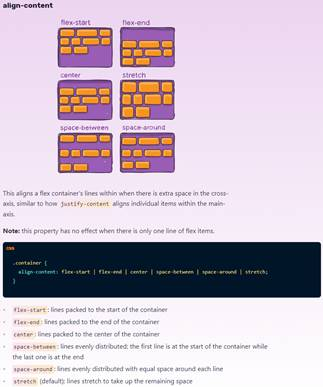 align-content
flex-start flex-end
center stretch
space-between space-around
This aligns a flex container's lines within when there is extra space in the cross-
axis, similar to how justify-content aligns individual items within the main-
axis.
Note: this property has no effect when there is only one line of flex items.
CSS
.container {
align-content: flex-start | flex-end | center | space-between | space-around | stretch;
}
• flex-start: lines packed to the start of the container
• flex-end: lines packed to the end of the container
• center: lines packed to the center of the container
• space-between: lines evenly distributed; the first line is at the start of the container while
the last one is at the end
• space-around: lines evenly distributed with equal space around each line
• stretch (default): lines stretch to take up the remaining space